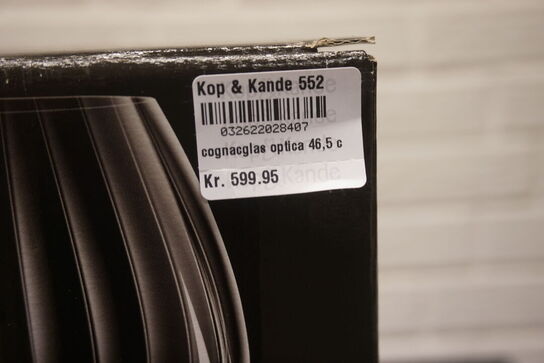 Kop & Kande 552
032622028407
cognacglas optica 46,5 c
Kr. 599.95